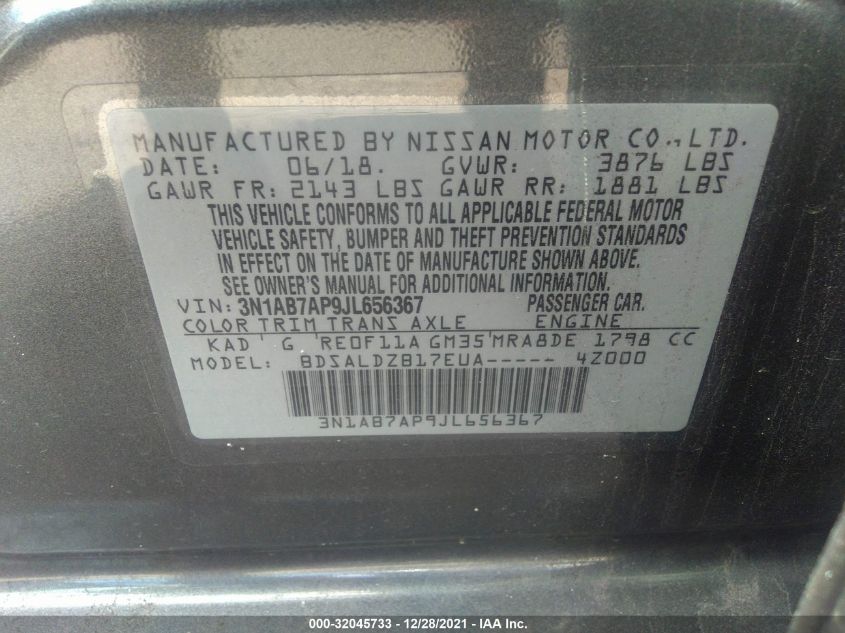 MANUFACTURED BY NISSAN MOTOR CO.,LTD.
DATE: 06/18. GVWR: 3876 LBS
GAWR FR: 2143 LBS GAWR RR: 1881 LBS
THIS VEHICLE CONFORMS TO ALL APPLICABLE FEDERAL MOTOR
VEHICLE SAFETY, BUMPER AND THEFT PREVENTION STANDARDS
IN EFFECT ON THE DATE OF MANUFACTURE SHOWN ABOVE.
SEE OWNER'S MANUAL FOR ADDITIONAL INFORMATION.
VIN: 3N1AB7AP9JL656367 PASSENGER CAR.
COLOR TRIM TRANS AXLE ENGINE
KAD G RE0F11A GM35 MRA8DE 1798 CC
MODEL: BDSALDZB17EUA----- 4Z000
3N1AB7AP9JL656367
000-32045733 - 12/28/2021 - IAA Inc.